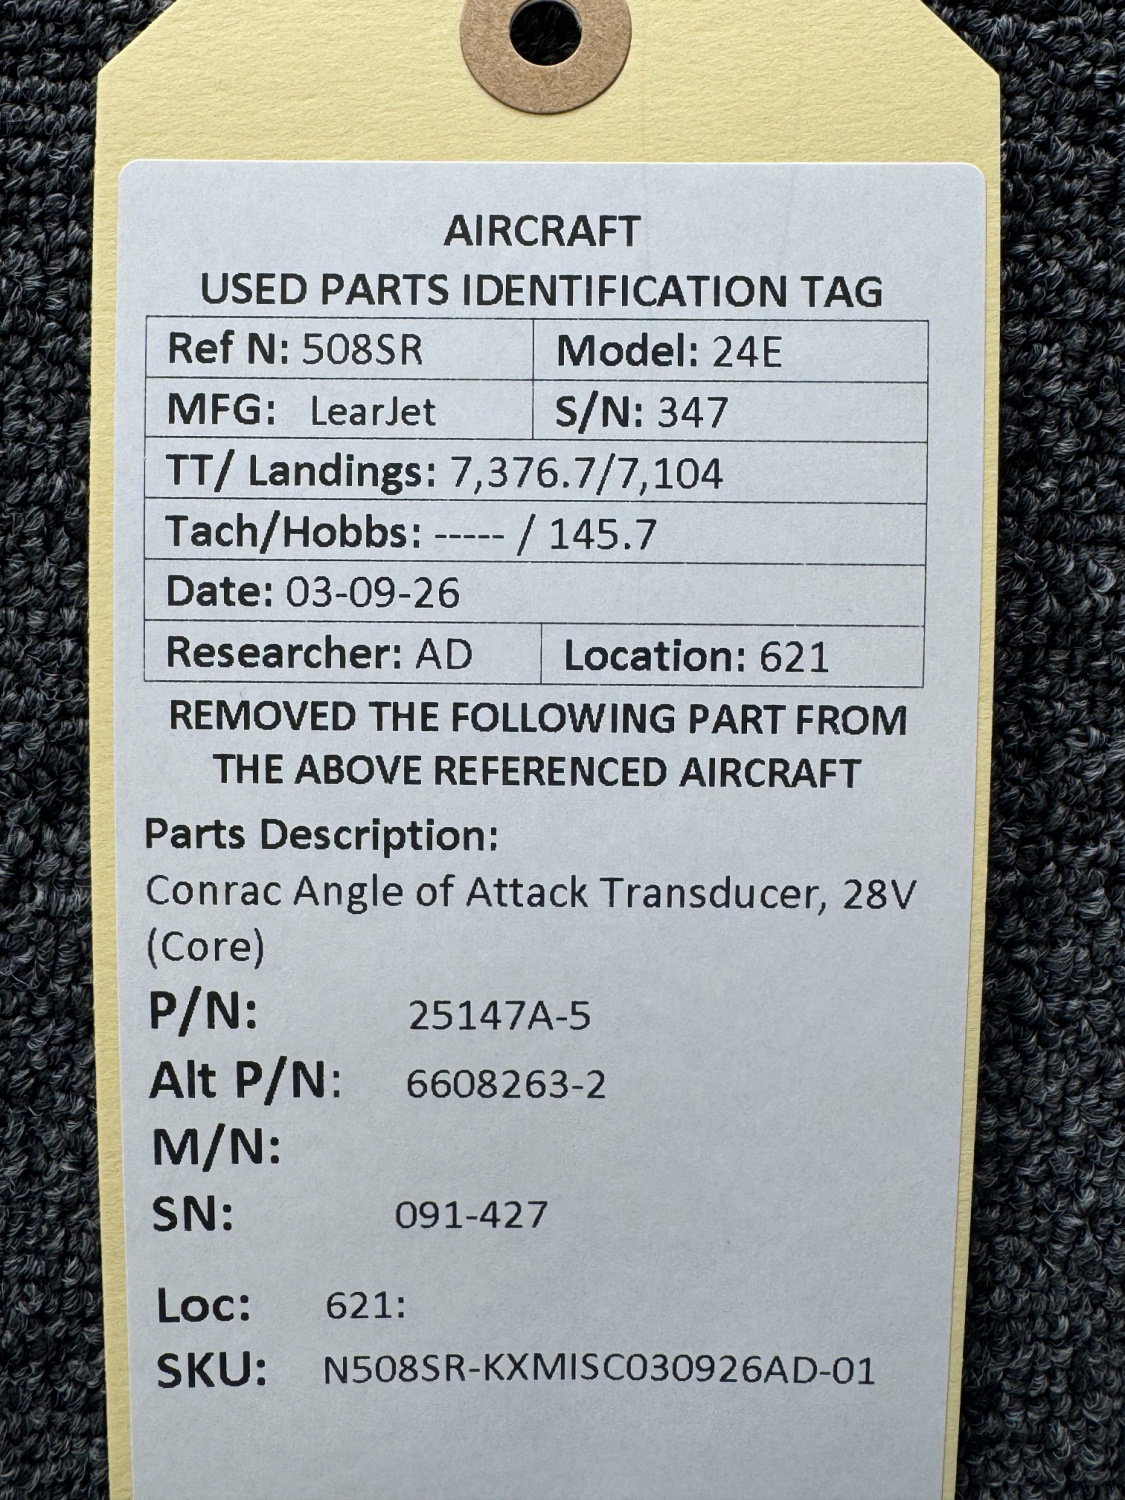 AIRCRAFT
USED PARTS IDENTIFICATION TAG
Ref N: 508SR Model: 24E
MFG: LearJet S/N: 347
TT/ Landings: 7,376.7/7,104
Tach/Hobbs: ----- / 145.7
Date: 03-09-26
Researcher: AD Location: 621
REMOVED THE FOLLOWING PART FROM
THE ABOVE REFERENCED AIRCRAFT
Parts Description:
Conrac Angle of Attack Transducer, 28V
(Core)
P/N: 25147A-5
Alt P/N: 6608263-2
M/N:
SN: 091-427
Loc: 621:
SKU: N508SR-KXMISC030926AD-01